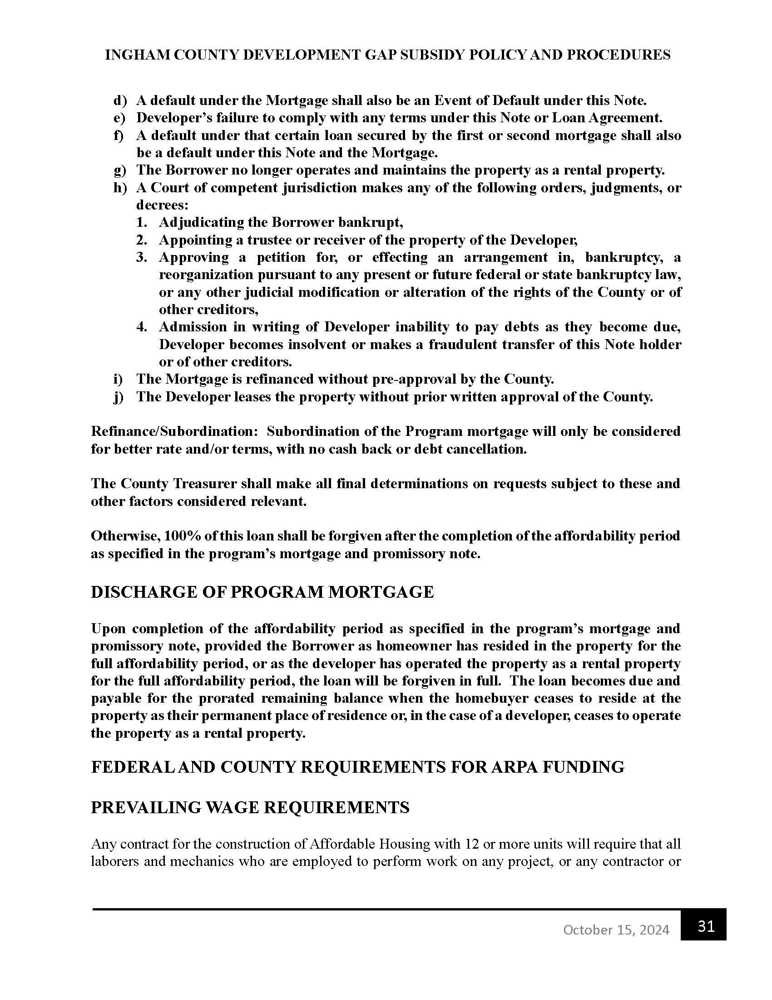 INGHAM COUNTY DEVELOPMENT GAP SUBSIDY POLICY AND PROCEDURES
d) A default under the Mortgage shall also be an Event of Default under this Note.
e) Developer’s failure to comply with any terms under this Note or Loan Agreement.
f) A default under that certain loan secured by the first or second mortgage shall also
be a default under this Note and the Mortgage.
g) The Borrower no longer operates and maintains the property as a rental property.
h) A Court of competent jurisdiction makes any of the following orders, judgments, or
decrees:
1. Adjudicating the Borrower bankrupt,
2. Appointing a trustee or receiver of the property of the Developer,
3. Approving a petition for, or effecting an arrangement in, bankruptcy, a
reorganization pursuant to any present or future federal or state bankruptcy law,
or any other judicial modification or alteration of the rights of the County or of
other creditors,
4. Admission in writing of Developer inability to pay debts as they become due,
Developer becomes insolvent or makes a fraudulent transfer of this Note holder
or of other creditors.
i) The Mortgage is refinanced without pre-approval by the County.
j) The Developer leases the property without prior written approval of the County.
Refinance/Subordination:  Subordination of the Program mortgage will only be considered
for better rate and/or terms, with no cash back or debt cancellation.
The County Treasurer shall make all final determinations on requests subject to these and
other factors considered relevant.
Otherwise, 100% of this loan shall be forgiven after the completion of the affordability period
as specified in the program’s mortgage and promissory note.
DISCHARGE OF PROGRAM MORTGAGE
Upon completion of the affordability period as specified in the program’s mortgage and
promissory note, provided the Borrower as homeowner has resided in the property for the
full affordability period, or as the developer has operated the property as a rental property
for the full affordability period, the loan will be forgiven in full.  The loan becomes due and
payable for the prorated remaining balance when the homebuyer ceases to reside at the
property as their permanent place of residence or, in the case of a developer, ceases to operate
the property as a rental property.
FEDERAL AND COUNTY REQUIREMENTS FOR ARPA FUNDING
PREVAILING WAGE REQUIREMENTS
Any contract for the construction of Affordable Housing with 12 or more units will require that all
laborers and mechanics who are employed to perform work on any project, or any contractor or
October 15, 2024
31